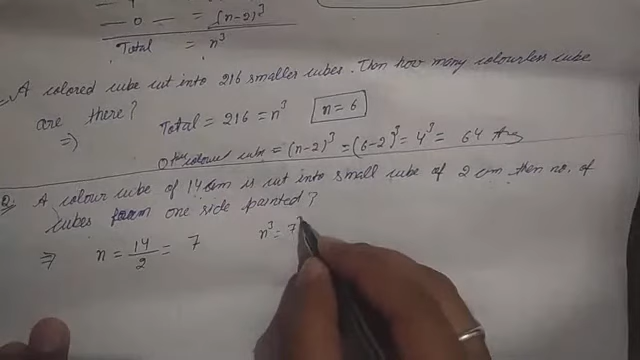 — 0 — = (n-2)³
Total = n³
A colored cube cut into 216 smaller cubes. Then how many colourless cube
are there?
⇒ Total = 216 = n³ n = 6
coloured cube = (n-2)³ = (6-2)³ = 4³ = 64 Ans
Q. A colour cube of 14 cm is cut into small cube of 2 cm then no. of
cubes one side painted?
⇒ n = 14/2 = 7 n³ = 7³